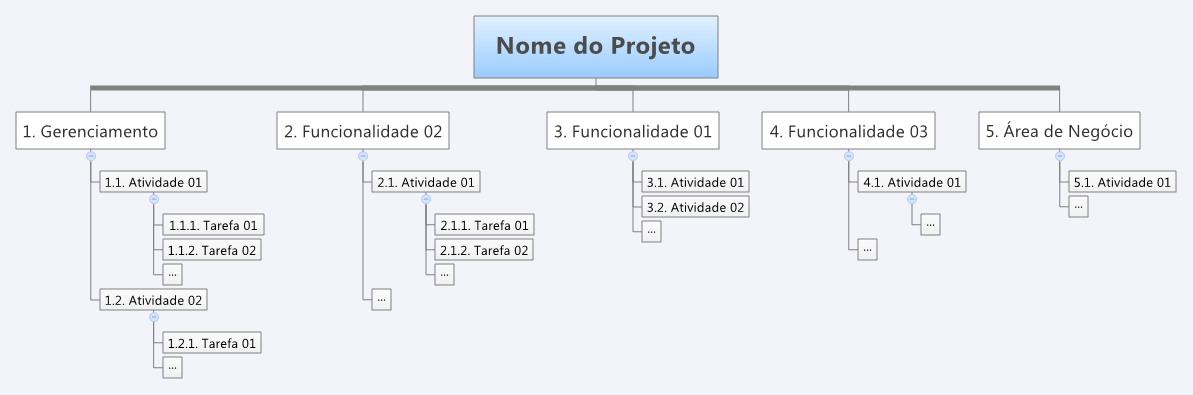 Nome do Projeto
1. Gerenciamento
1.1. Atividade 01
1.1.1. Tarefa 01
1.1.2. Tarefa 02
...
1.2. Atividade 02
1.2.1. Tarefa 01
...
2. Funcionalidade 02
2.1. Atividade 01
2.1.1. Tarefa 01
2.1.2. Tarefa 02
...
...
3. Funcionalidade 01
3.1. Atividade 01
3.2. Atividade 02
...
4. Funcionalidade 03
4.1. Atividade 01
...
...
5. Área de Negócio
5.1. Atividade 01
...